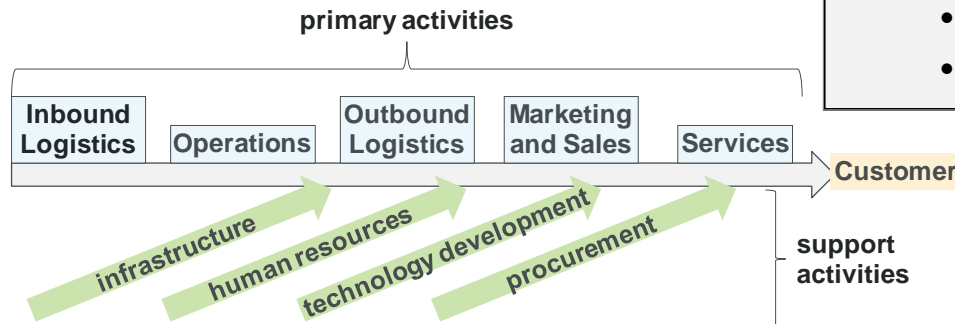 primary activities
Inbound
Logistics
Operations
Outbound
Logistics
Marketing
and Sales
Services
Customer
infrastructure
human resources
technology development
procurement
support
activities